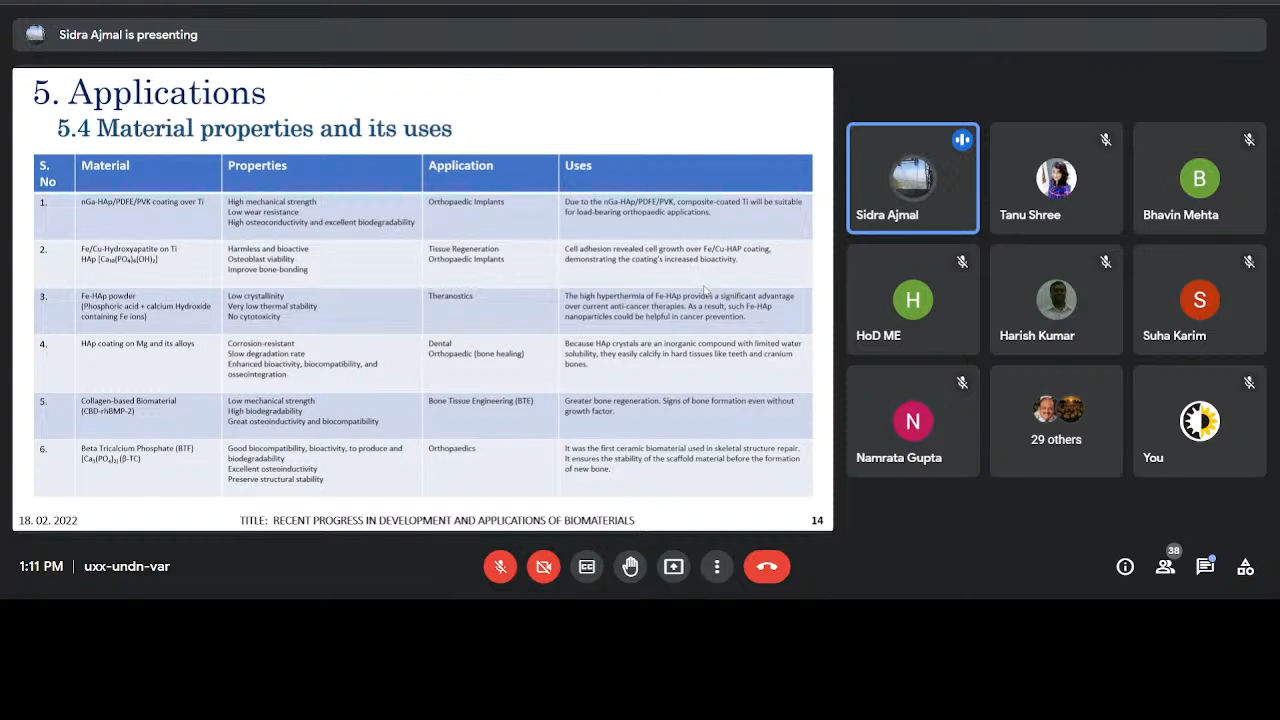 Sidra Ajmal is presenting
5. Applications
5.4 Material properties and its uses
S. No
Material
Properties
Application
Uses
1.
nGa-HAp/PDFE/PVK coating over Ti
High mechanical strength
Low wear resistance
High osteoconductivity and excellent biodegradability
Orthopaedic Implants
Due to the nGa-HAp/PDFE/PVK, composite-coated Ti will be suitable
for load-bearing orthopaedic applications.
2.
Fe/Cu-Hydroxyapatite on Ti
HAp [Ca₁₀(PO₄)₆(OH)₂]
Harmless and bioactive
Osteoblast viability
Improve bone-bonding
Tissue Regeneration
Orthopaedic Implants
Cell adhesion revealed cell growth over Fe/Cu-HAP coating,
demonstrating the coating's increased bioactivity.
3.
Fe-HAp powder
(Phosphoric acid + calcium Hydroxide
containing Fe ions)
Low crystallinity
Very low thermal stability
No cytotoxicity
Theranostics
The high hyperthermia of Fe-HAp provides a significant advantage
over current anti-cancer therapies. As a result, such Fe-HAp
nanoparticles could be helpful in cancer prevention.
4.
HAp coating on Mg and its alloys
Corrosion-resistant
Slow degradation rate
Enhanced bioactivity, biocompatibility, and
osseointegration
Dental
Orthopaedic (bone healing)
Because HAp crystals are an inorganic compound with limited water
solubility, they easily calcify in hard tissues like teeth and cranium
bones.
5.
Collagen-based Biomaterial
(CBD-rhBMP-2)
Low mechanical strength
High biodegradability
Great osteoinductivity and biocompatibility
Bone Tissue Engineering (BTE)
Greater bone regeneration. Signs of bone formation even without
growth factor.
6.
Beta Tricalcium Phosphate (BTF)
[Ca₃(PO₄)₂](β-TC)
Good biocompatibility, bioactivity, to produce and
biodegradability
Excellent osteoinductivity
Preserve structural stability
Orthopaedics
It was the first ceramic biomaterial used in skeletal structure repair.
It ensures the stability of the scaffold material before the formation
of new bone.
18. 02. 2022
TITLE: RECENT PROGRESS IN DEVELOPMENT AND APPLICATIONS OF BIOMATERIALS
14
Sidra Ajmal
Tanu Shree
B
Bhavin Mehta
H
HoD ME
Harish Kumar
S
Suha Karim
N
Namrata Gupta
29 others
You
1:11 PM | uxx-undn-var
CC
38